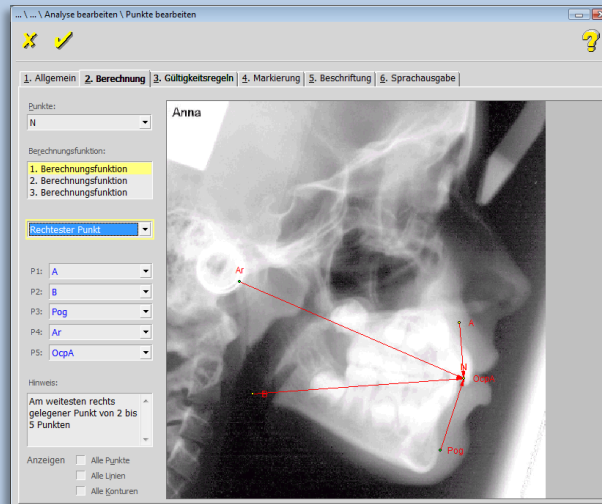 ... \ ... \ Analyse bearbeiten \ Punkte bearbeiten
1. Allgemein 2. Berechnung 3. Gültigkeitsregeln 4. Markierung 5. Beschriftung 6. Sprachausgabe
Punkte:
N
Berechnungsfunktion:
1. Berechnungsfunktion
2. Berechnungsfunktion
3. Berechnungsfunktion
Rechtester Punkt
P1: A
P2: B
P3: Pog
P4: Ar
P5: OcpA
Hinweis:
Am weitesten rechts
gelegener Punkt von 2 bis
5 Punkten
Anzeigen Alle Punkte
Alle Linien
Alle Konturen
Anna
Ar
A
N
OcpA
B
Pog